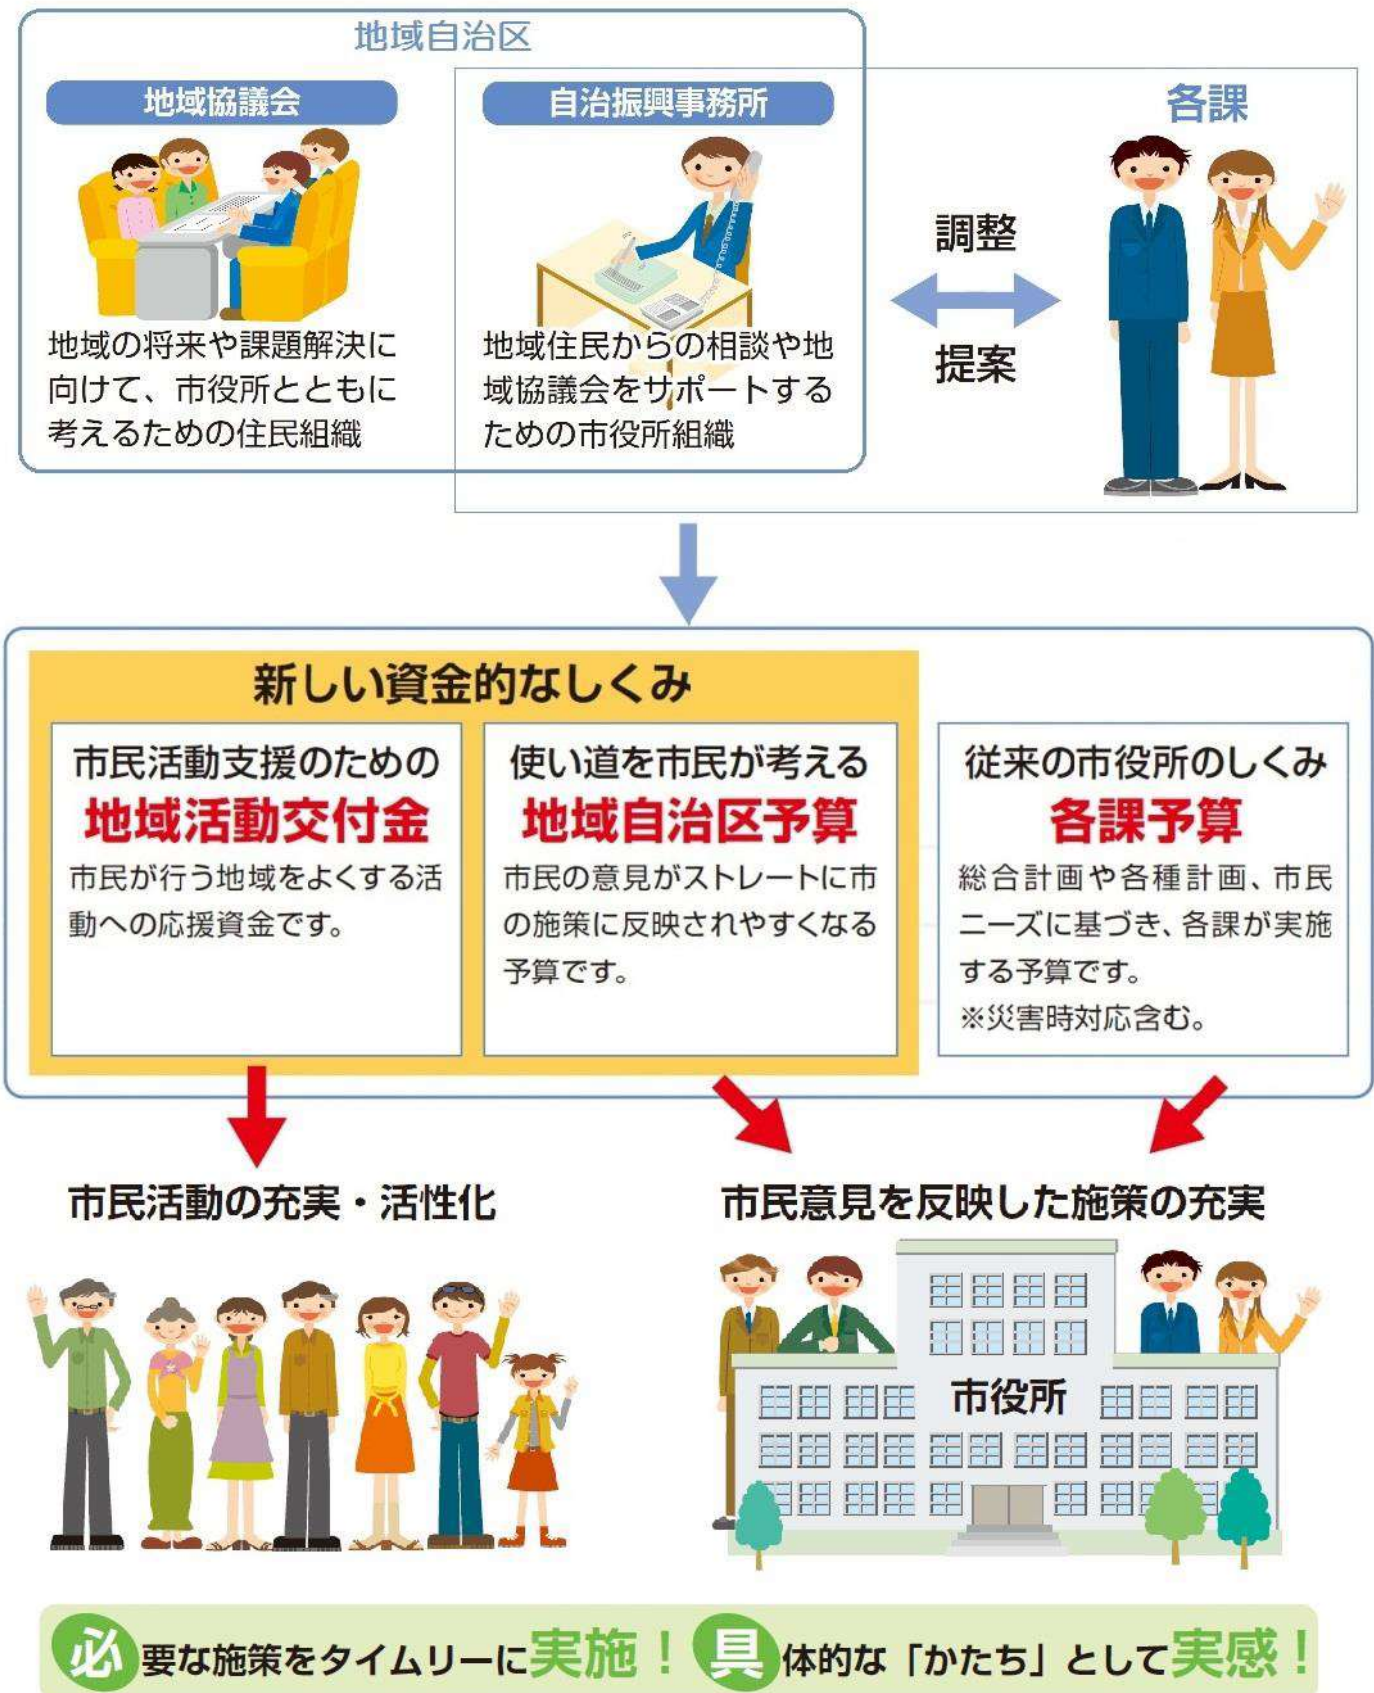 地域自治区
地域協議会
地域の将来や課題解決に
向けて、市役所とともに
考えるための住民組織
自治振興事務所
地域住民からの相談や地
域協議会をサポートする
ための市役所組織
調整
提案
各課
新しい資金的なしくみ
市民活動支援のための
地域活動交付金
市民が行う地域をよくする活
動への応援資金です。
使い道を市民が考える
地域自治区予算
市民の意見がストレートに市
の施策に反映されやすくなる
予算です。
従来の市役所のしくみ
各課予算
総合計画や各種計画、市民
ニーズに基づき、各課が実施
する予算です。
※災害時対応含む。
市民活動の充実・活性化
市民意見を反映した施策の充実
市役所
必要な施策をタイムリーに実施！具体的な「かたち」として実感！